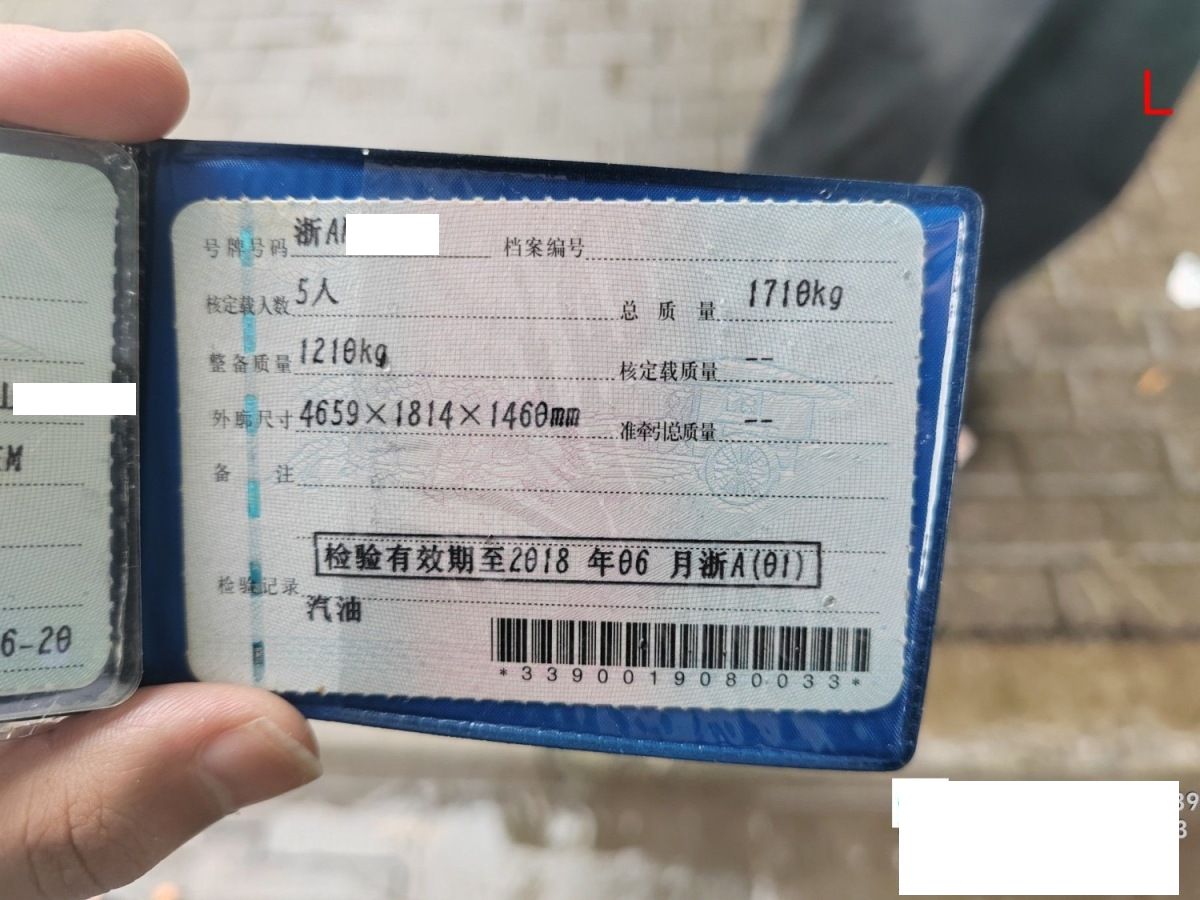 号牌号码 浙A 档案编号
核定载人数 5人 总质量 1710kg
整备质量 1210kg 核定载质量 --
外廓尺寸 4659×1814×1460mm 准牵引总质量 --
备注
检验有效期至2018 年06 月浙A(01)
检验记录
汽油
*3390019080033*
6-20
L